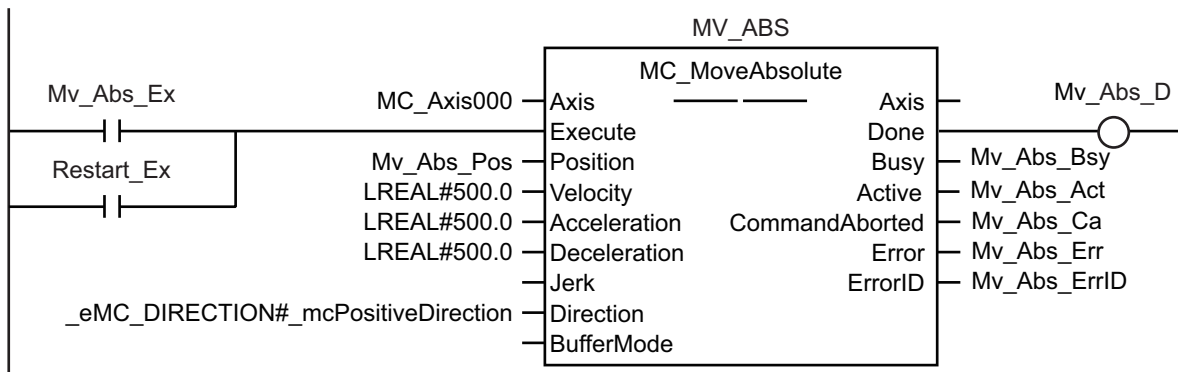 MV_ABS
MC_MoveAbsolute
Mv_Abs_Ex
MC_Axis000 Axis Axis Mv_Abs_D
Execute Done
Restart_Ex Mv_Abs_Pos Position Busy Mv_Abs_Bsy
LREAL#500.0 Velocity Active Mv_Abs_Act
LREAL#500.0 Acceleration CommandAborted Mv_Abs_Ca
LREAL#500.0 Deceleration Error Mv_Abs_Err
Jerk ErrorID Mv_Abs_ErrID
_eMC_DIRECTION#_mcPositiveDirection Direction
BufferMode